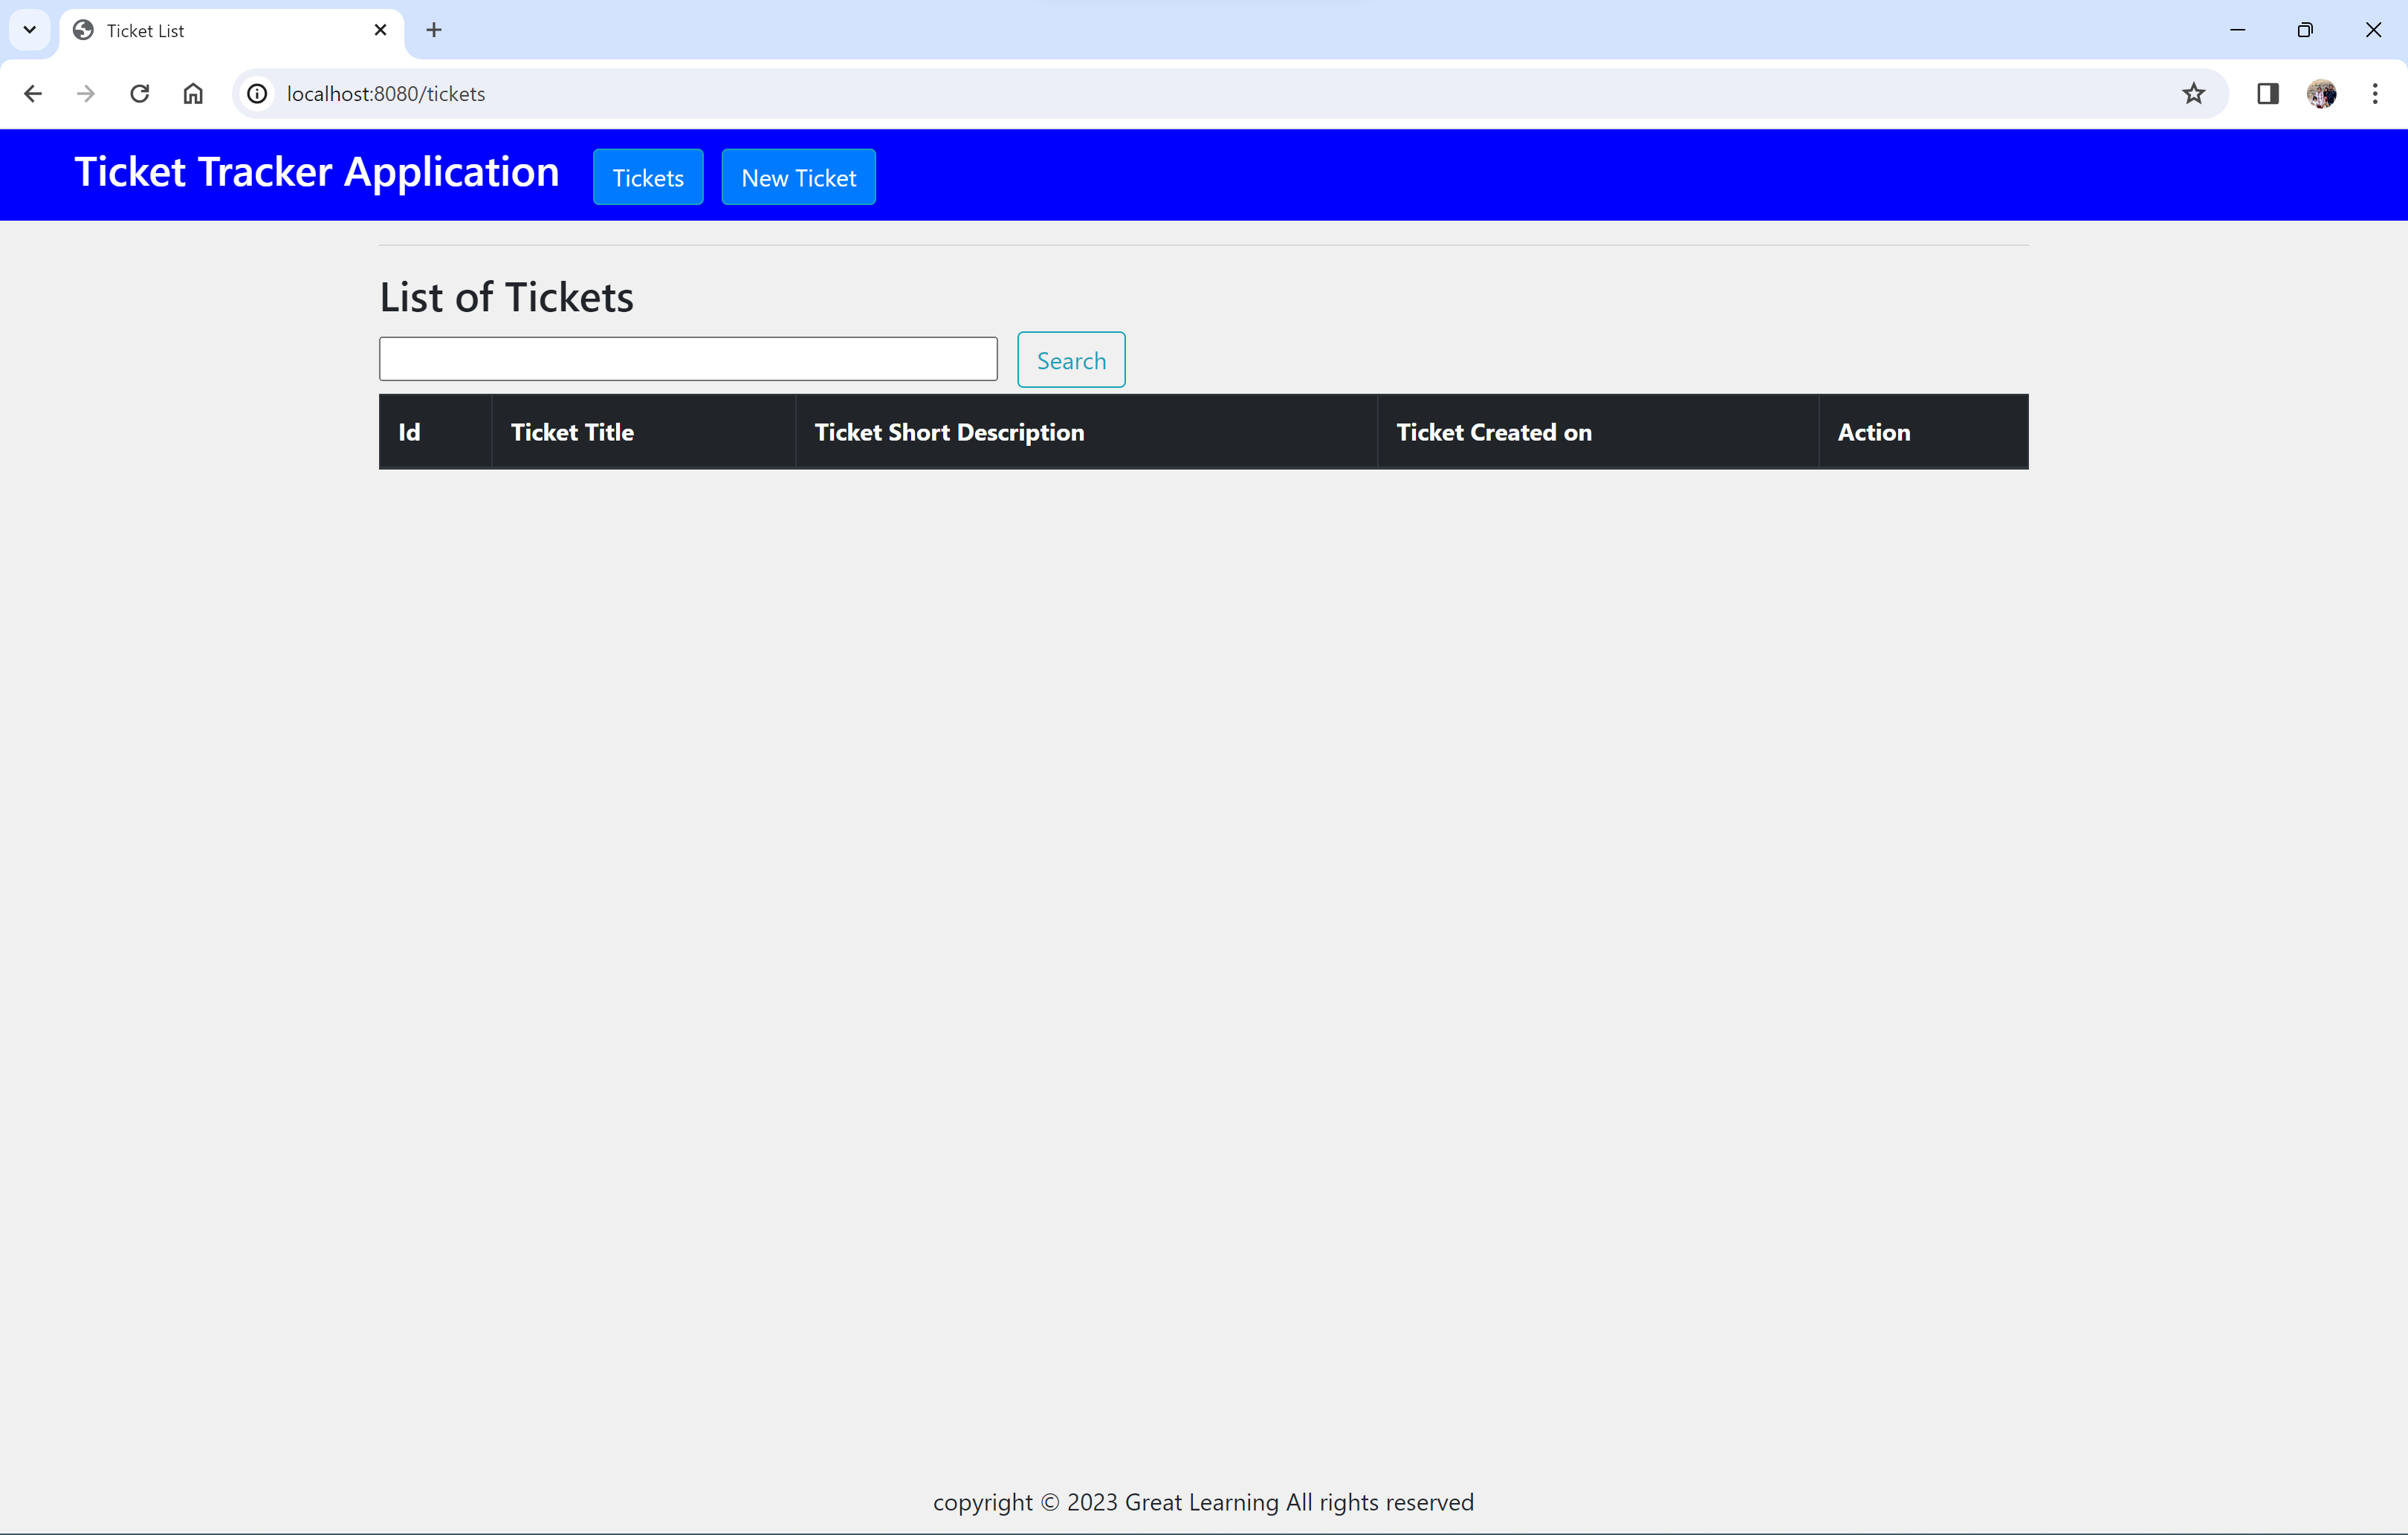 Ticket List
localhost:8080/tickets
Ticket Tracker Application Tickets New Ticket
List of Tickets
Search
Id Ticket Title Ticket Short Description Ticket Created on Action
copyright © 2023 Great Learning All rights reserved